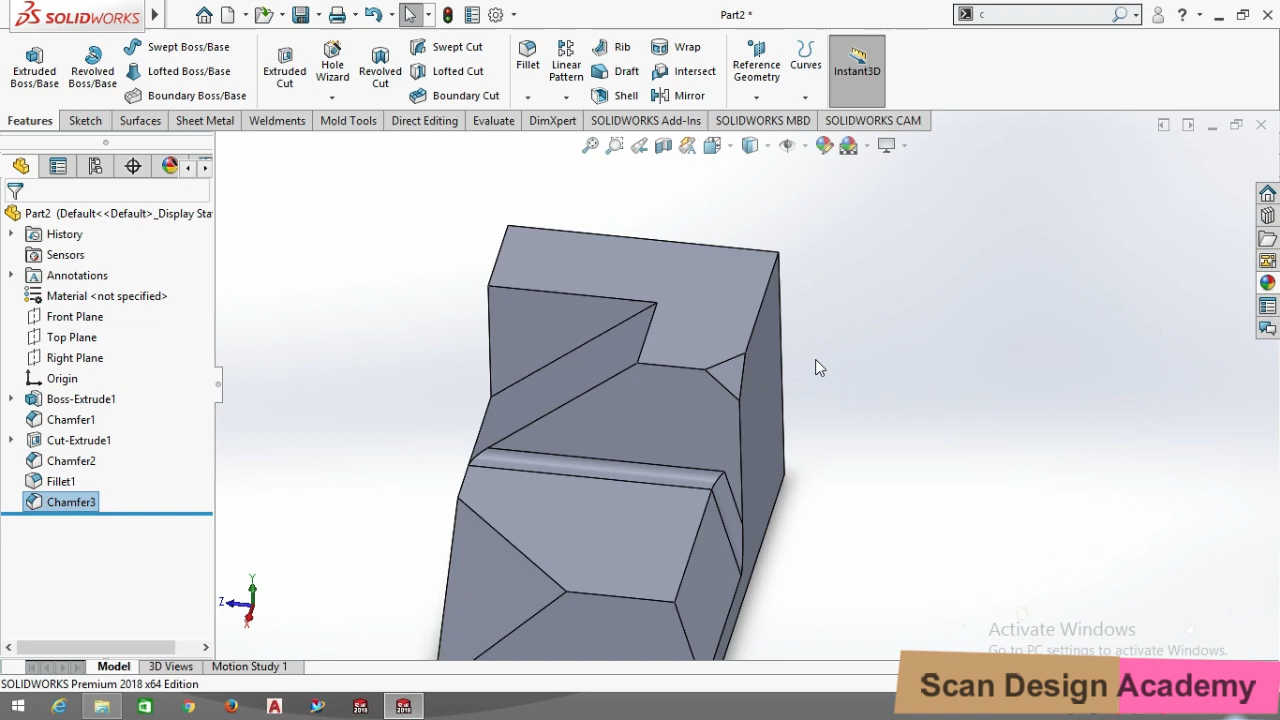 SOLIDWORKS
Part2 *
c
Extruded Boss/Base
Revolved Boss/Base
Swept Boss/Base
Lofted Boss/Base
Boundary Boss/Base
Extruded Cut
Hole Wizard
Revolved Cut
Swept Cut
Lofted Cut
Boundary Cut
Fillet
Linear Pattern
Rib
Draft
Shell
Wrap
Intersect
Mirror
Reference Geometry
Curves
Instant3D
Features
Sketch
Surfaces
Sheet Metal
Weldments
Mold Tools
Direct Editing
Evaluate
DimXpert
SOLIDWORKS Add-Ins
SOLIDWORKS MBD
SOLIDWORKS CAM
Part2 (Default<<Default>_Display Sta
History
Sensors
Annotations
Material <not specified>
Front Plane
Top Plane
Right Plane
Origin
Boss-Extrude1
Chamfer1
Cut-Extrude1
Chamfer2
Fillet1
Chamfer3
Y
Z
X
Activate Windows
Go to PC settings to activate Windows.
Model
3D Views
Motion Study 1
SOLIDWORKS Premium 2018 x64 Edition
Scan Design Academy